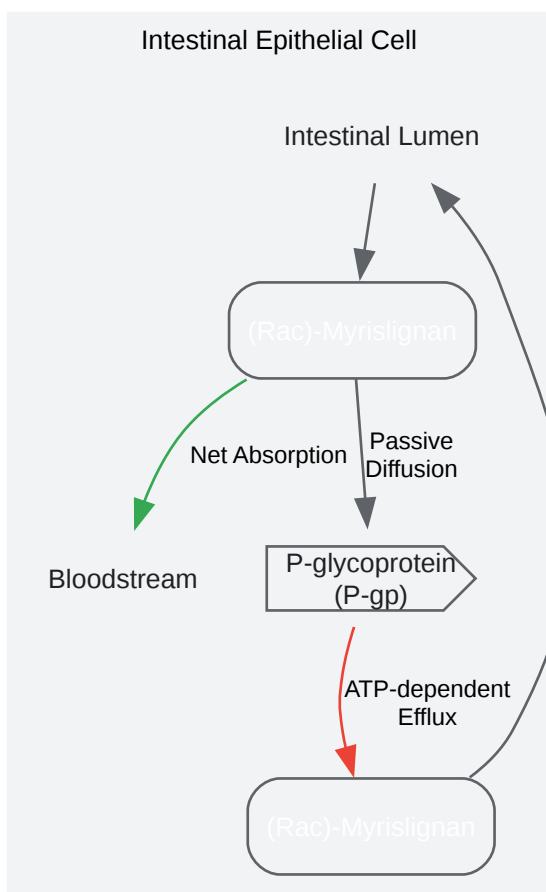 Intestinal Epithelial Cell
Intestinal Lumen
(Rac)-Myrislignan
Net Absorption
Passive
Diffusion
Bloodstream
P-glycoprotein
(P-gp)
ATP-dependent
Efflux
(Rac)-Myrislignan